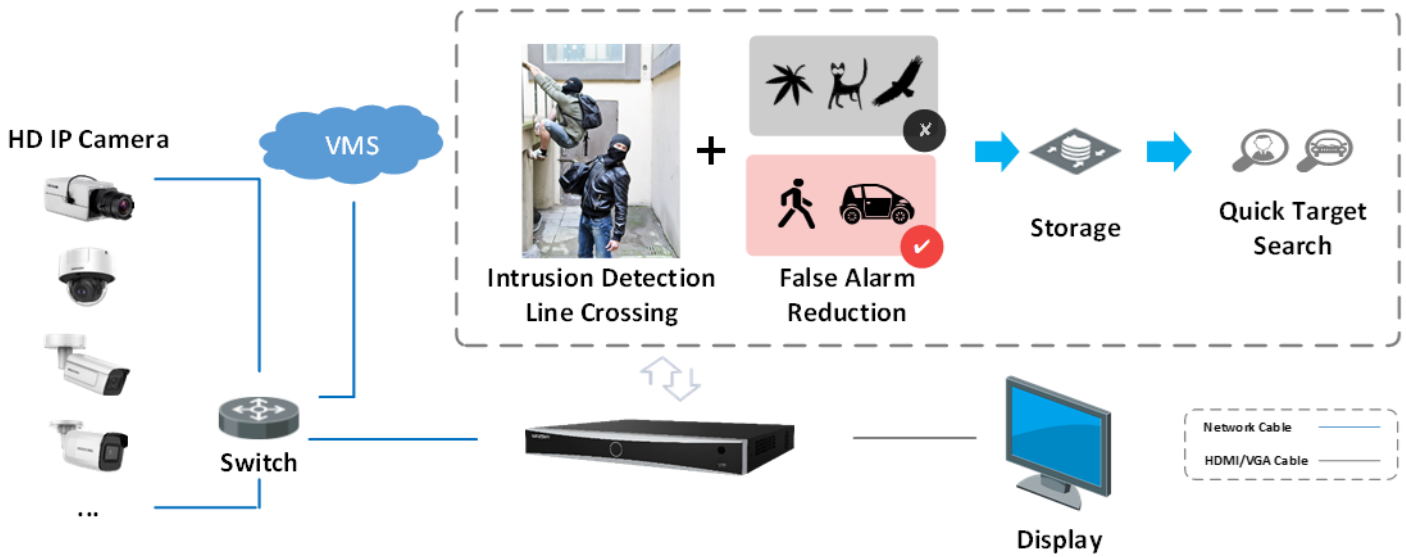 HD IP Camera
VMS
Intrusion Detection
Line Crossing
+
False Alarm
Reduction
Storage
Quick Target
Search
Switch
...
Display
Network Cable
HDMI/VGA Cable